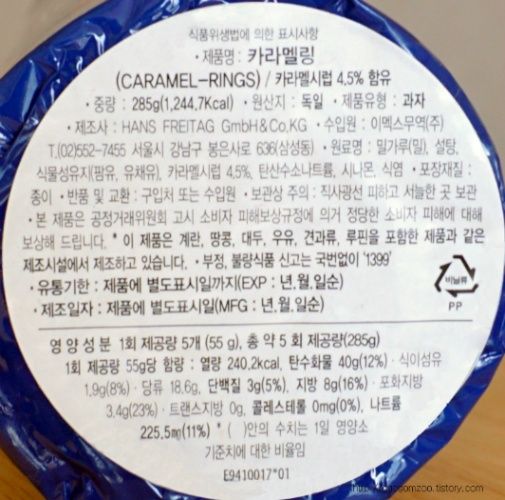 식품위생법에 의한 표시사항
• 제품명 : 카라멜링
(CARAMEL-RINGS) / 카라멜시럽 4.5% 함유
• 중량 : 285g(1,244.7Kcal) • 원산지 : 독일 • 제품유형 : 과자
• 제조사 : HANS FREITAG GmbH&Co.KG • 수입원 : 이멕스무역(주)
T.(02)552-7455 서울시 강남구 봉은사로 636(삼성동) • 원료명 : 밀가루(밀), 설탕,
식물성유지(팜유, 유채유), 카라멜시럽 4.5%, 탄산수소나트륨, 시나몬, 식염 • 포장재질 :
종이 • 반품 및 교환 : 구입처 또는 수입원 • 보관상 주의 : 직사광선 피하고 서늘한 곳 보관
• 본 제품은 공정거래위원회 고시 소비자 피해보상규정에 의거 정당한 소비자 피해에 대해
보상해 드립니다. * 이 제품은 계란, 땅콩, 대두, 우유, 견과류, 루핀을 포함한 제품과 같은
제조시설에서 제조하고 있습니다. • 부정, 불량식품 신고는 국번없이 '1399'
• 유통기한 : 제품에 별도표시일까지(EXP : 년.월.일순)
• 제조일자 : 제품에 별도표시일(MFG : 년.월.일순)
비닐류
PP
영양성분 1회 제공량 5개 (55 g), 총 약 5 회 제공량(285g)
1회 제공량 55g당 함량 : 열량 240.2kcal, 탄수화물 40g(12%) · 식이섬유
1.9g(8%) · 당류 18.6g, 단백질 3g(5%), 지방 8g(16%) · 포화지방
3.4g(23%) · 트랜스지방 0g, 콜레스테롤 0mg(0%), 나트륨
225.5mg(11%) * ( )안의 수치는 1일 영양소
기준치에 대한 비율임
E9410017*01